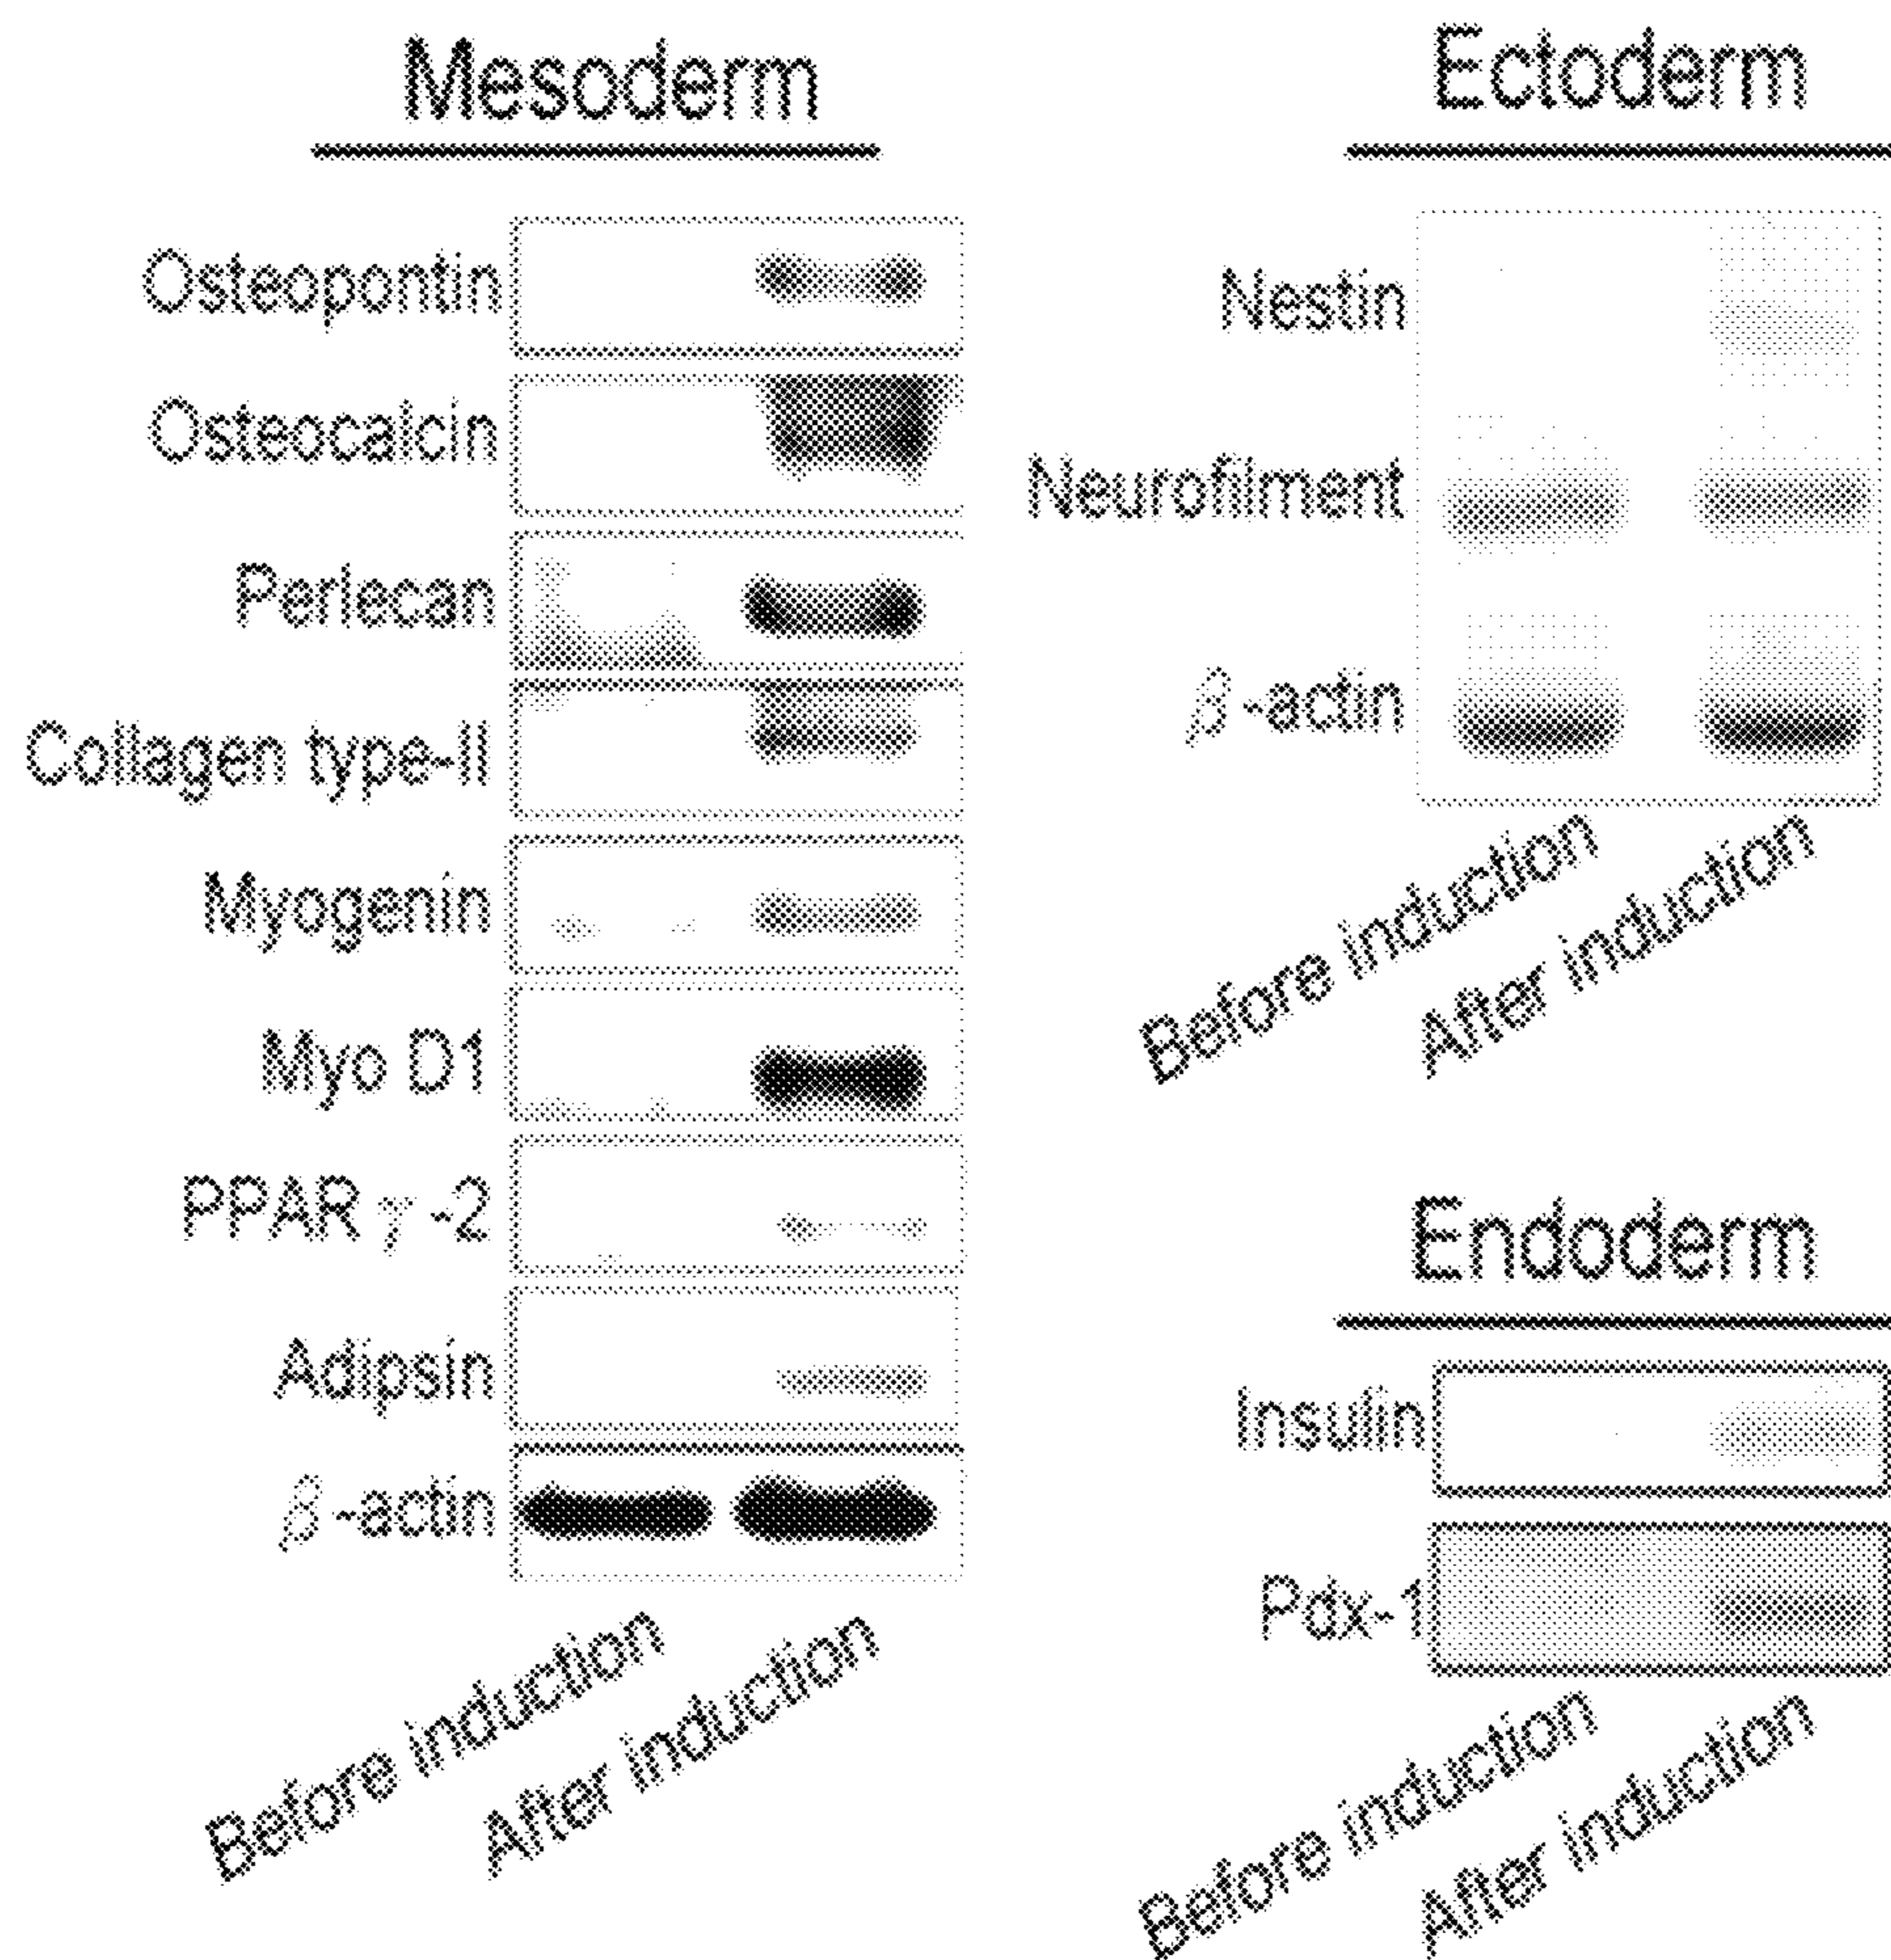 Mesoderm
Osteopontin
Osteocalcin
Perlecan
Collagen type-II
Myogenin
Myo D1
PPAR γ -2
Adipsin
β -actin
Before induction
After induction
Ectoderm
Nestin
Neurofilment
β -actin
Before induction
After induction
Endoderm
Insulin
Pdx-1
Before induction
After induction